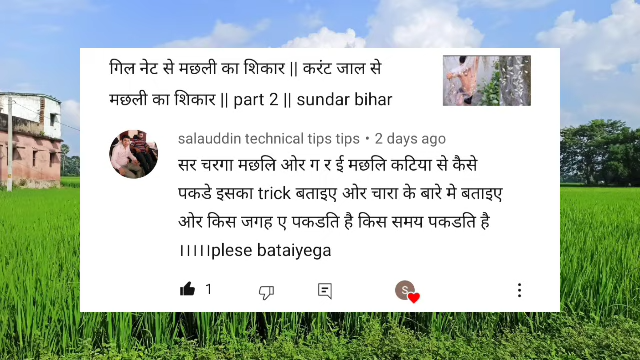 गिल नेट से मछली का शिकार || करंट जाल से
मछली का शिकार || part 2 || sundar bihar
salauddin technical tips tips • 2 days ago
सर चरगा मछलि ओर ग र ई मछलि कटिया से कैसे
पकडे इसका trick बताइए ओर चारा के बारे मे बताइए
ओर किस जगह ए पकडति है किस समय पकडति है
।।।।।plese bataiyega
1
S